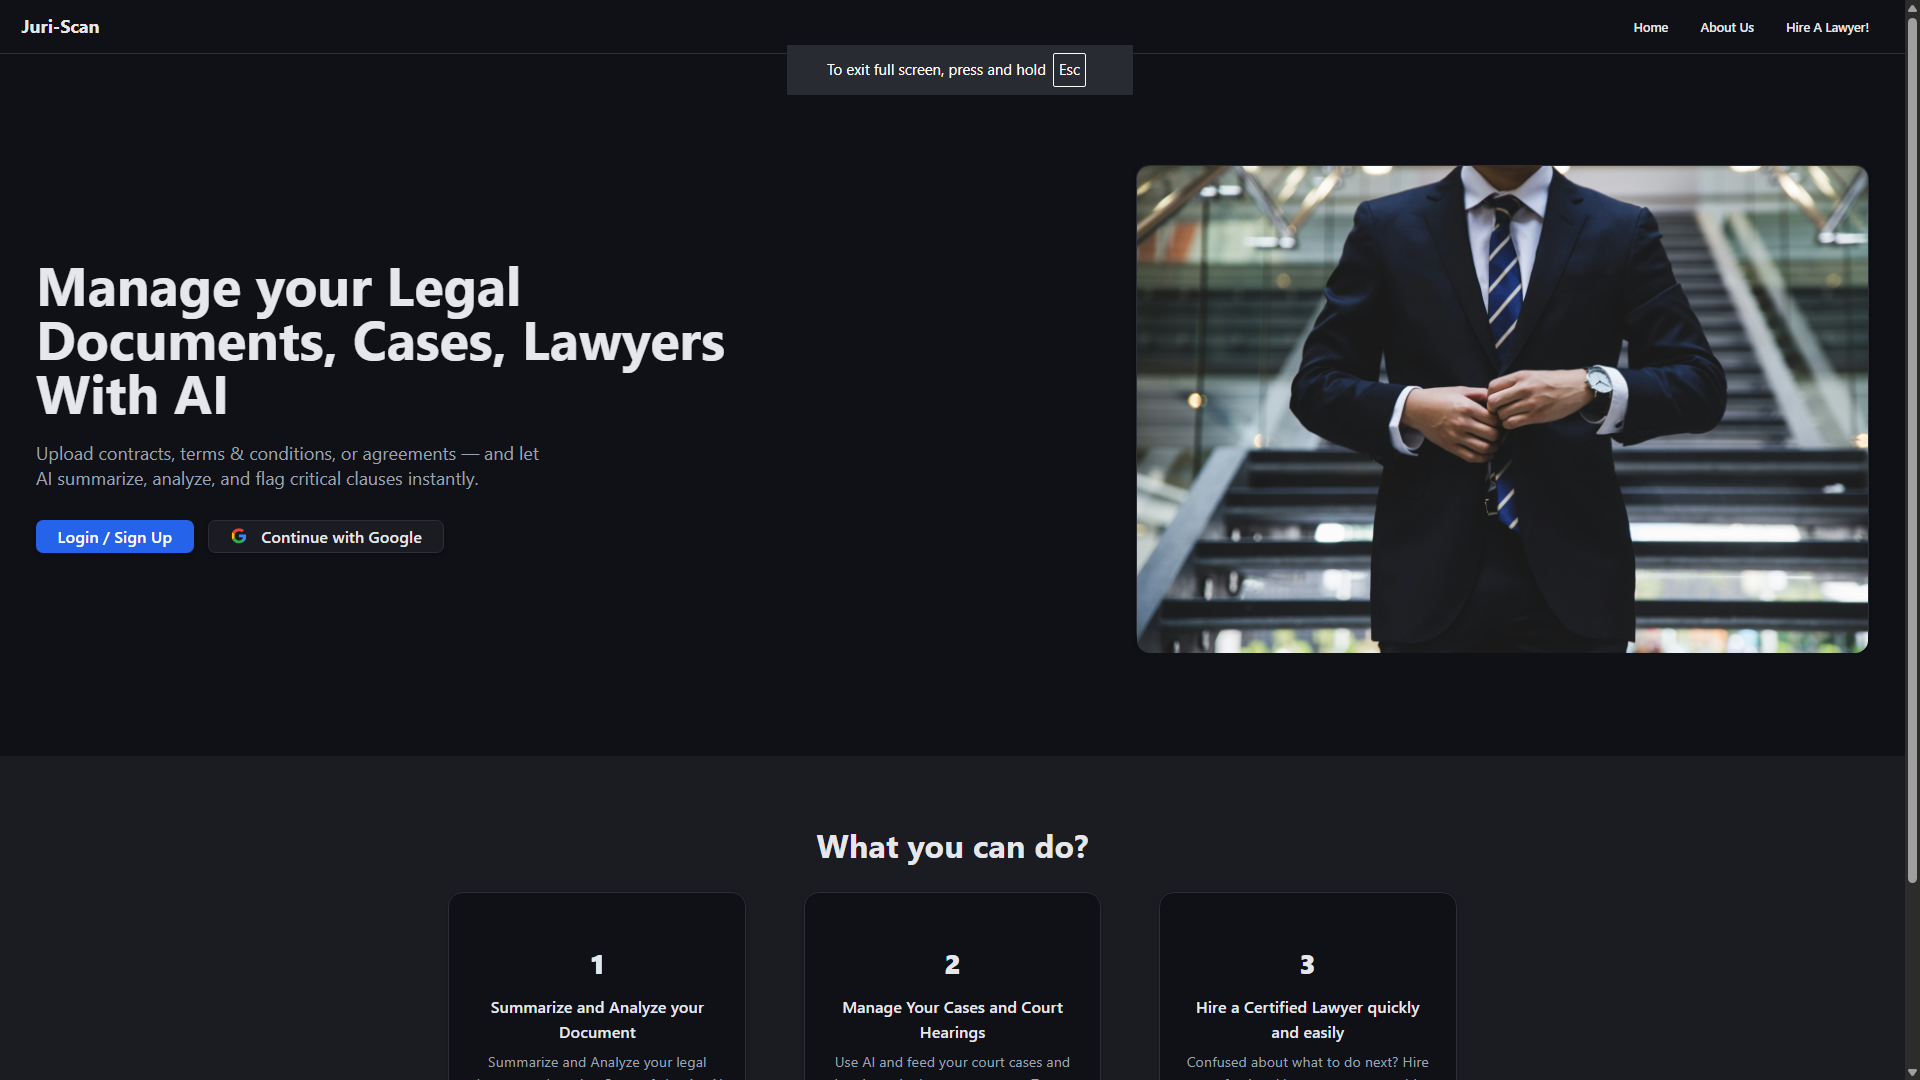 Juri-Scan
Home
About Us
Hire A Lawyer!
To exit full screen, press and hold Esc
Manage your Legal
Documents, Cases, Lawyers
With AI
Upload contracts, terms & conditions, or agreements — and let
AI summarize, analyze, and flag critical clauses instantly.
Login / Sign Up
Continue with Google
What you can do?
1
Summarize and Analyze your
Document
Summarize and Analyze your legal
2
Manage Your Cases and Court
Hearings
Use AI and feed your court cases and
3
Hire a Certified Lawyer quickly
and easily
Confused about what to do next? Hire